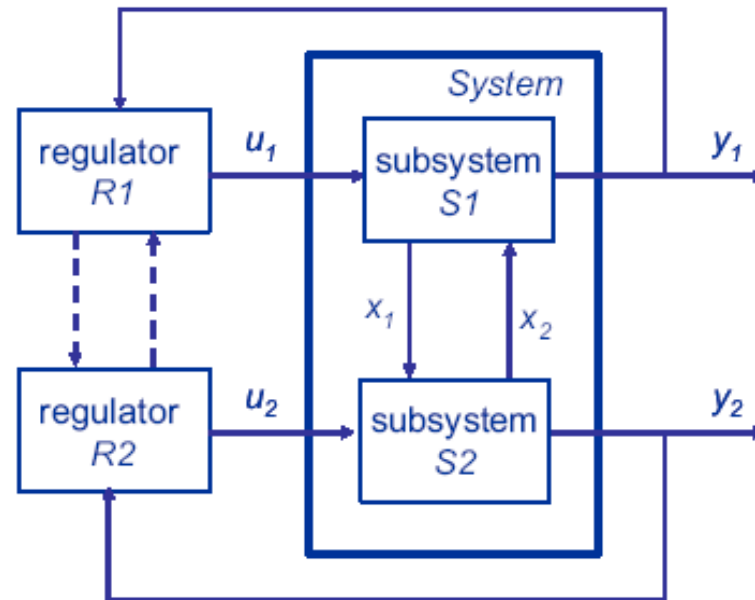 System
regulator
R1
u1
subsystem
S1
y1
x1
x2
regulator
R2
u2
subsystem
S2
y2